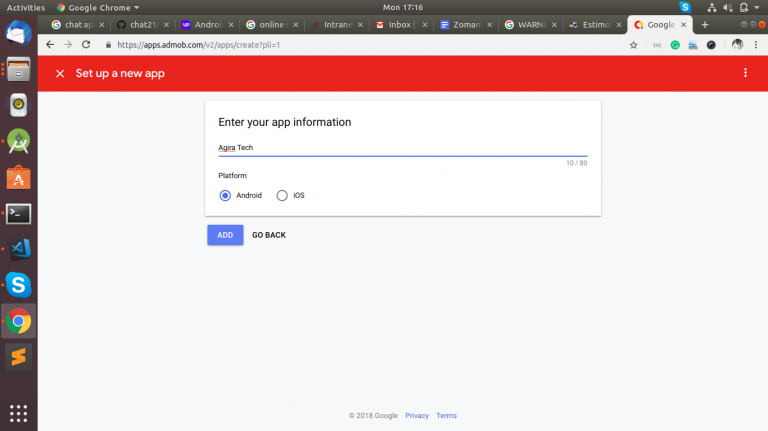 Activities
Google Chrome ▾
Mon 17:16
chat ap
chat21,
Android
online
Intrane
Inbox (
Zoman
WARNI
Estimo
Google
https://apps.admob.com/v2/apps/create?pli=1
Set up a new app
Enter your app information
Agira Tech
10 / 80
Platform
Android
iOS
ADD
GO BACK
© 2018 Google Privacy Terms